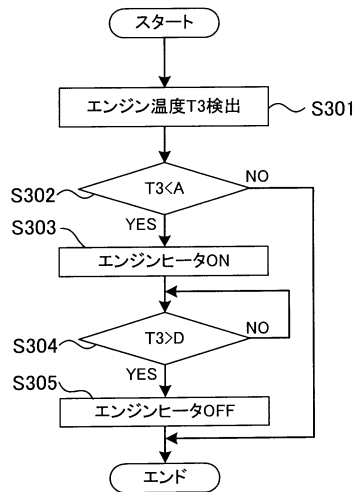 スタート
エンジン温度T3検出
S301
T3<A
NO
S302
YES
S303
エンジンヒータON
T3>D
NO
S304
YES
S305
エンジンヒータOFF
エンド